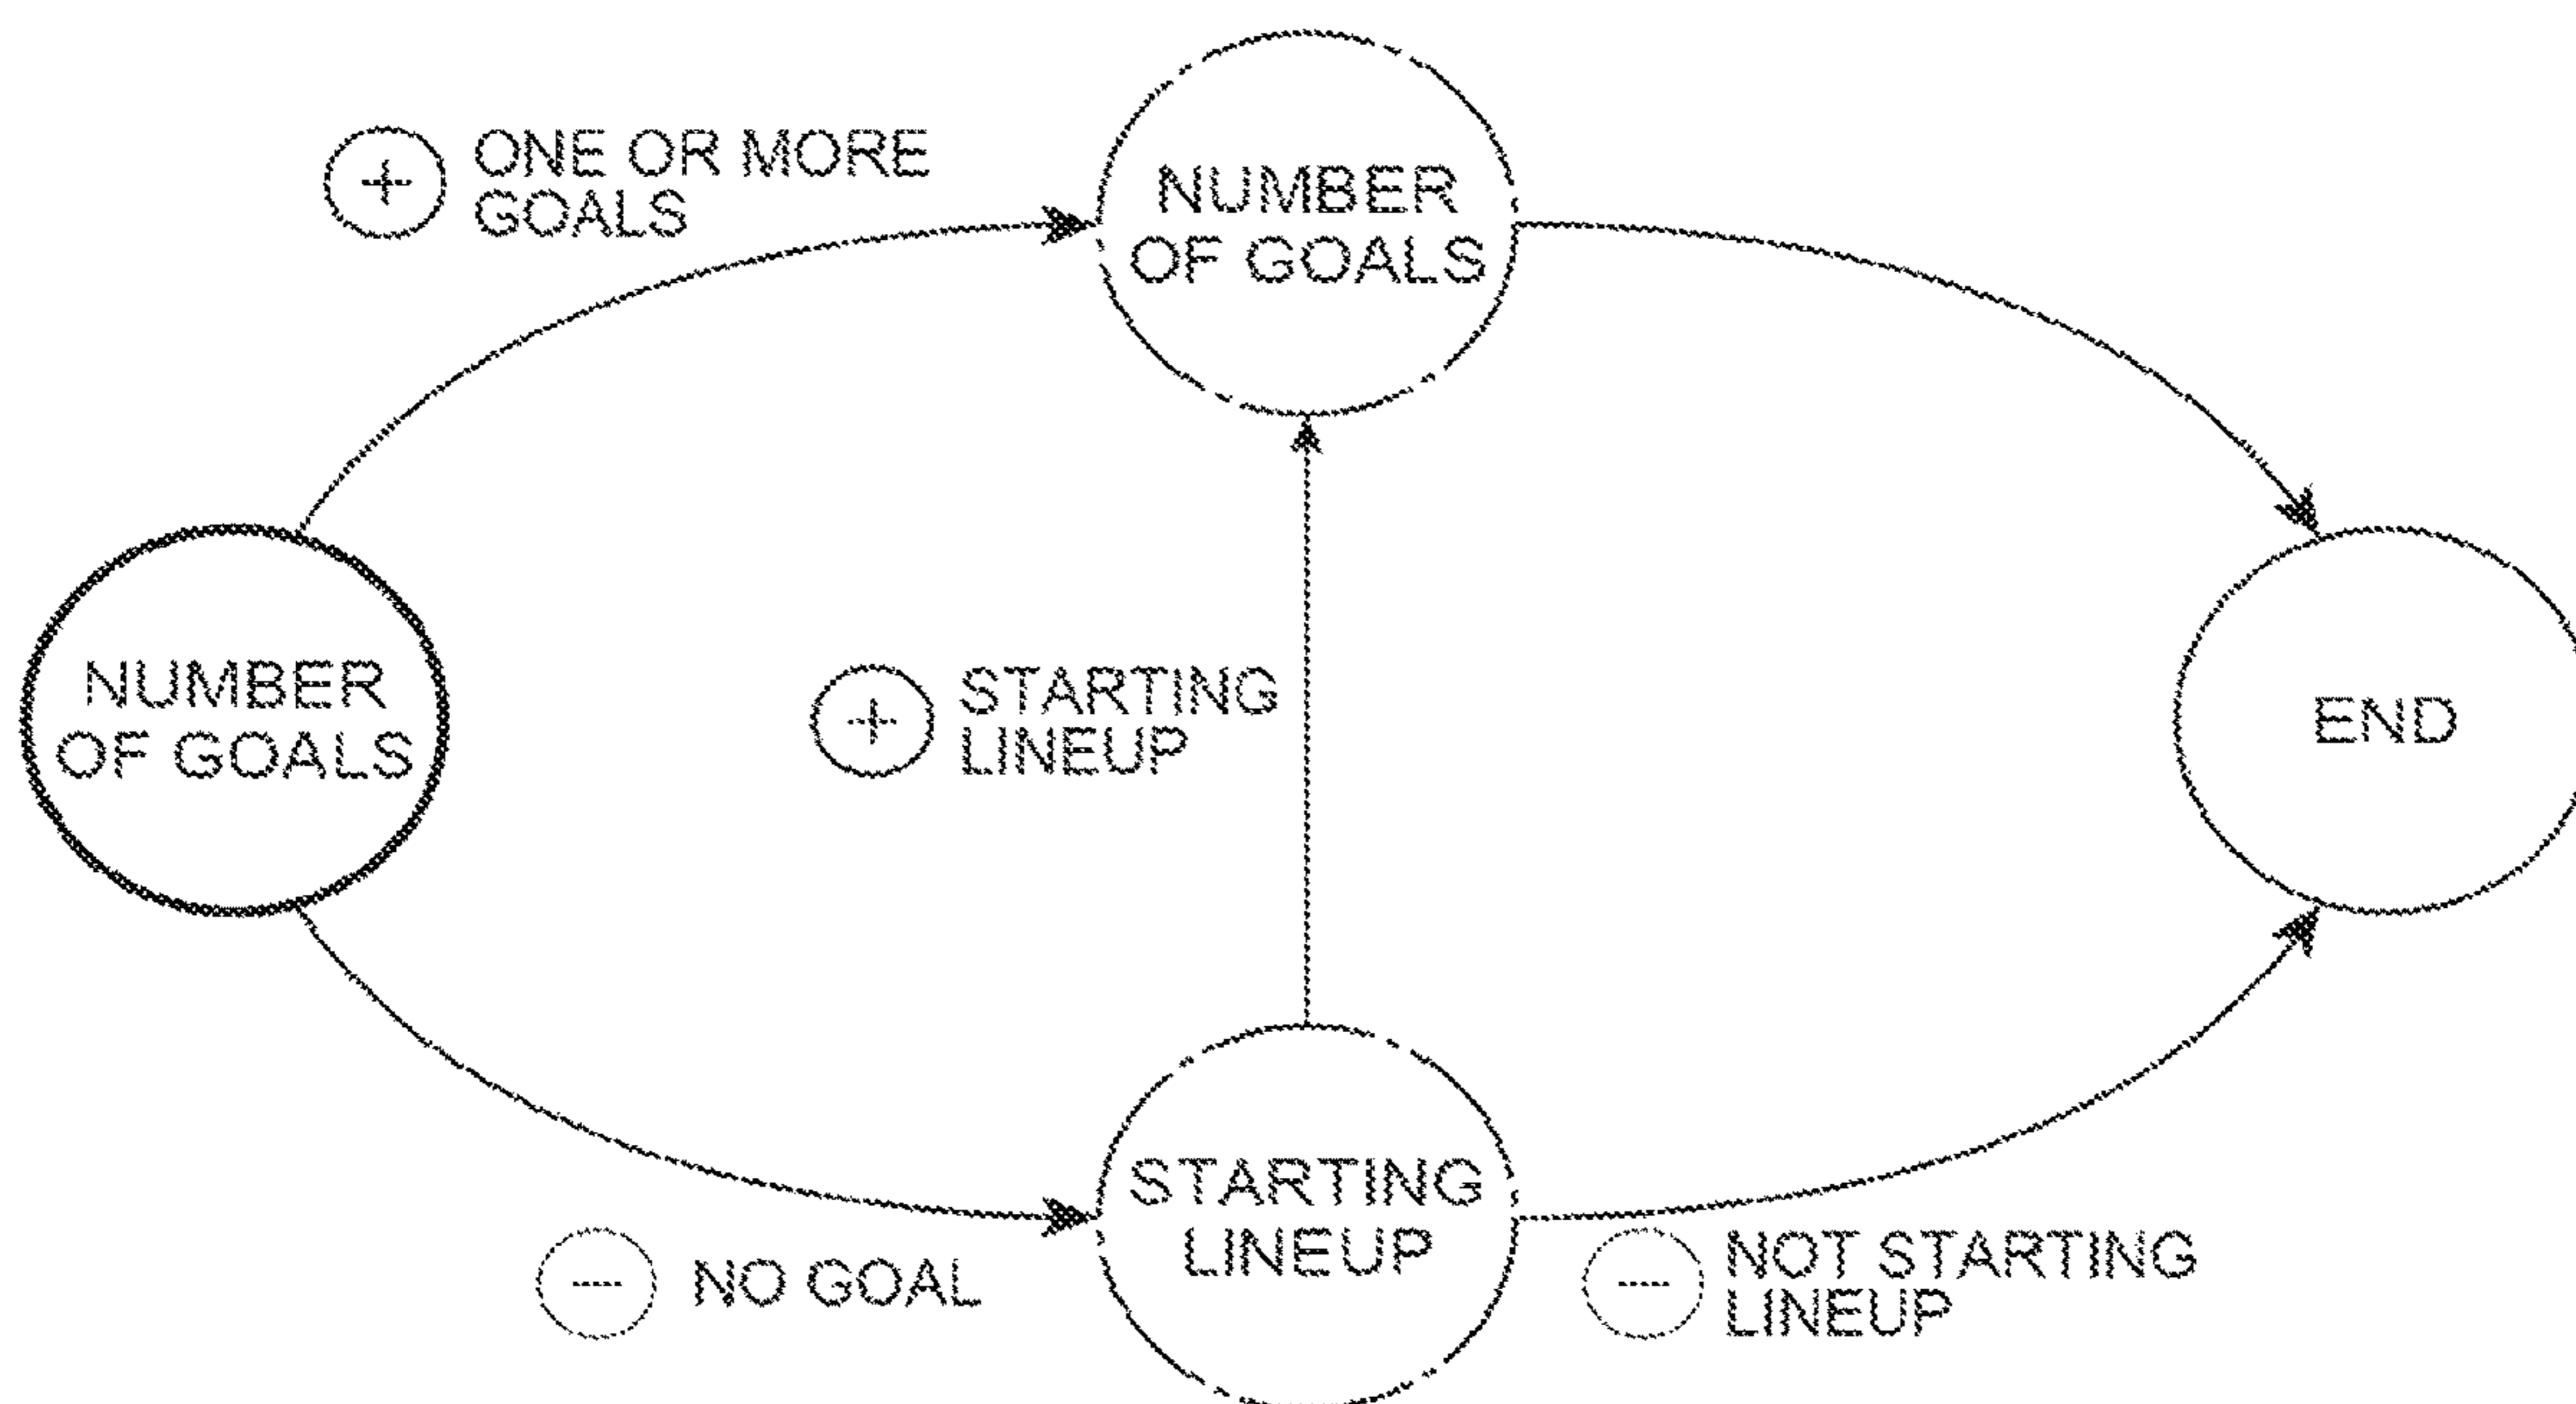 + ONE OR MORE
GOALS
NUMBER
OF GOALS
NUMBER
OF GOALS
+ STARTING
LINEUP
END
STARTING
LINEUP
- NO GOAL
- NOT STARTING
LINEUP